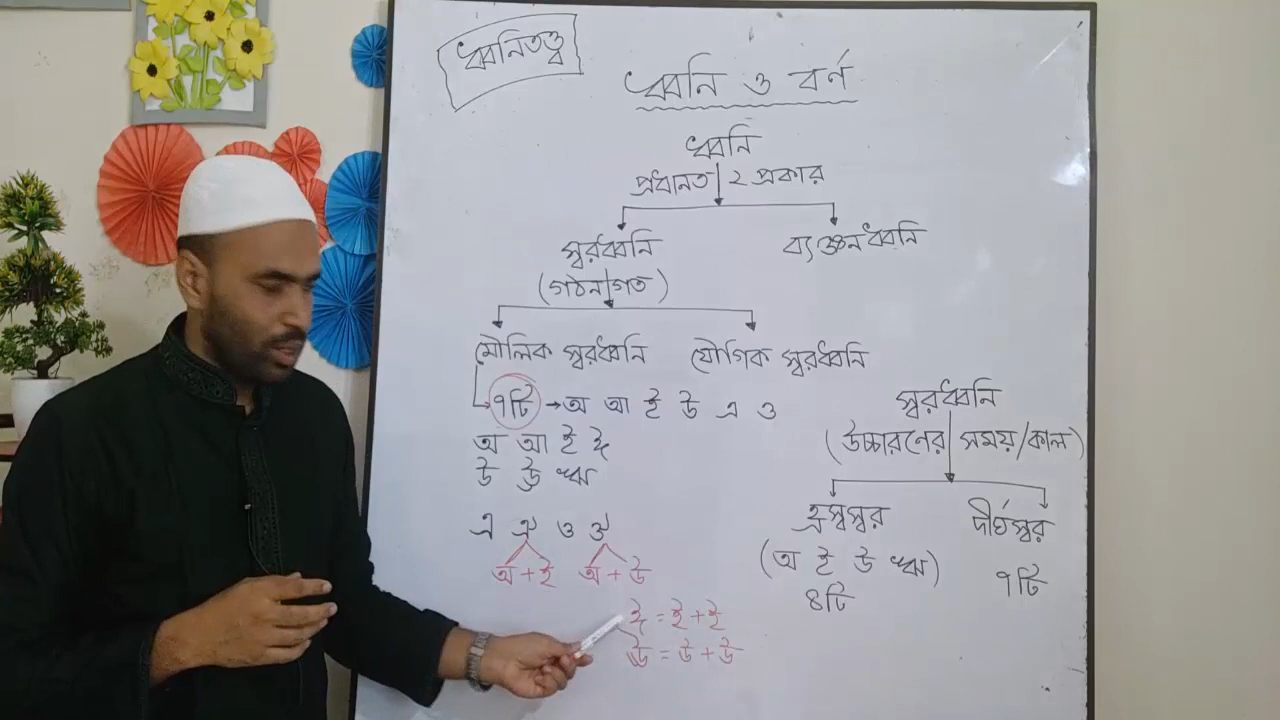 ধ্বনিতত্ত্ব
ধ্বনি ও বর্ণ
ধ্বনি
প্রধানত ২ প্রকার
স্বরধ্বনি ব্যঞ্জনধ্বনি
(গঠনগত)
মৌলিক স্বরধ্বনি যৌগিক স্বরধ্বনি
৭টি → অ আ ই উ এ ও
অ আ ই ঈ
উ ঊ ঋ
এ ঐ ও ঔ
অ + ই অ + উ
ঈ = ই + ই
ঊ = উ + উ
স্বরধ্বনি
(উচ্চারণের সময়/কাল)
হ্রস্বস্বর দীর্ঘস্বর
(অ ই উ ঋ)
৪টি ৭টি